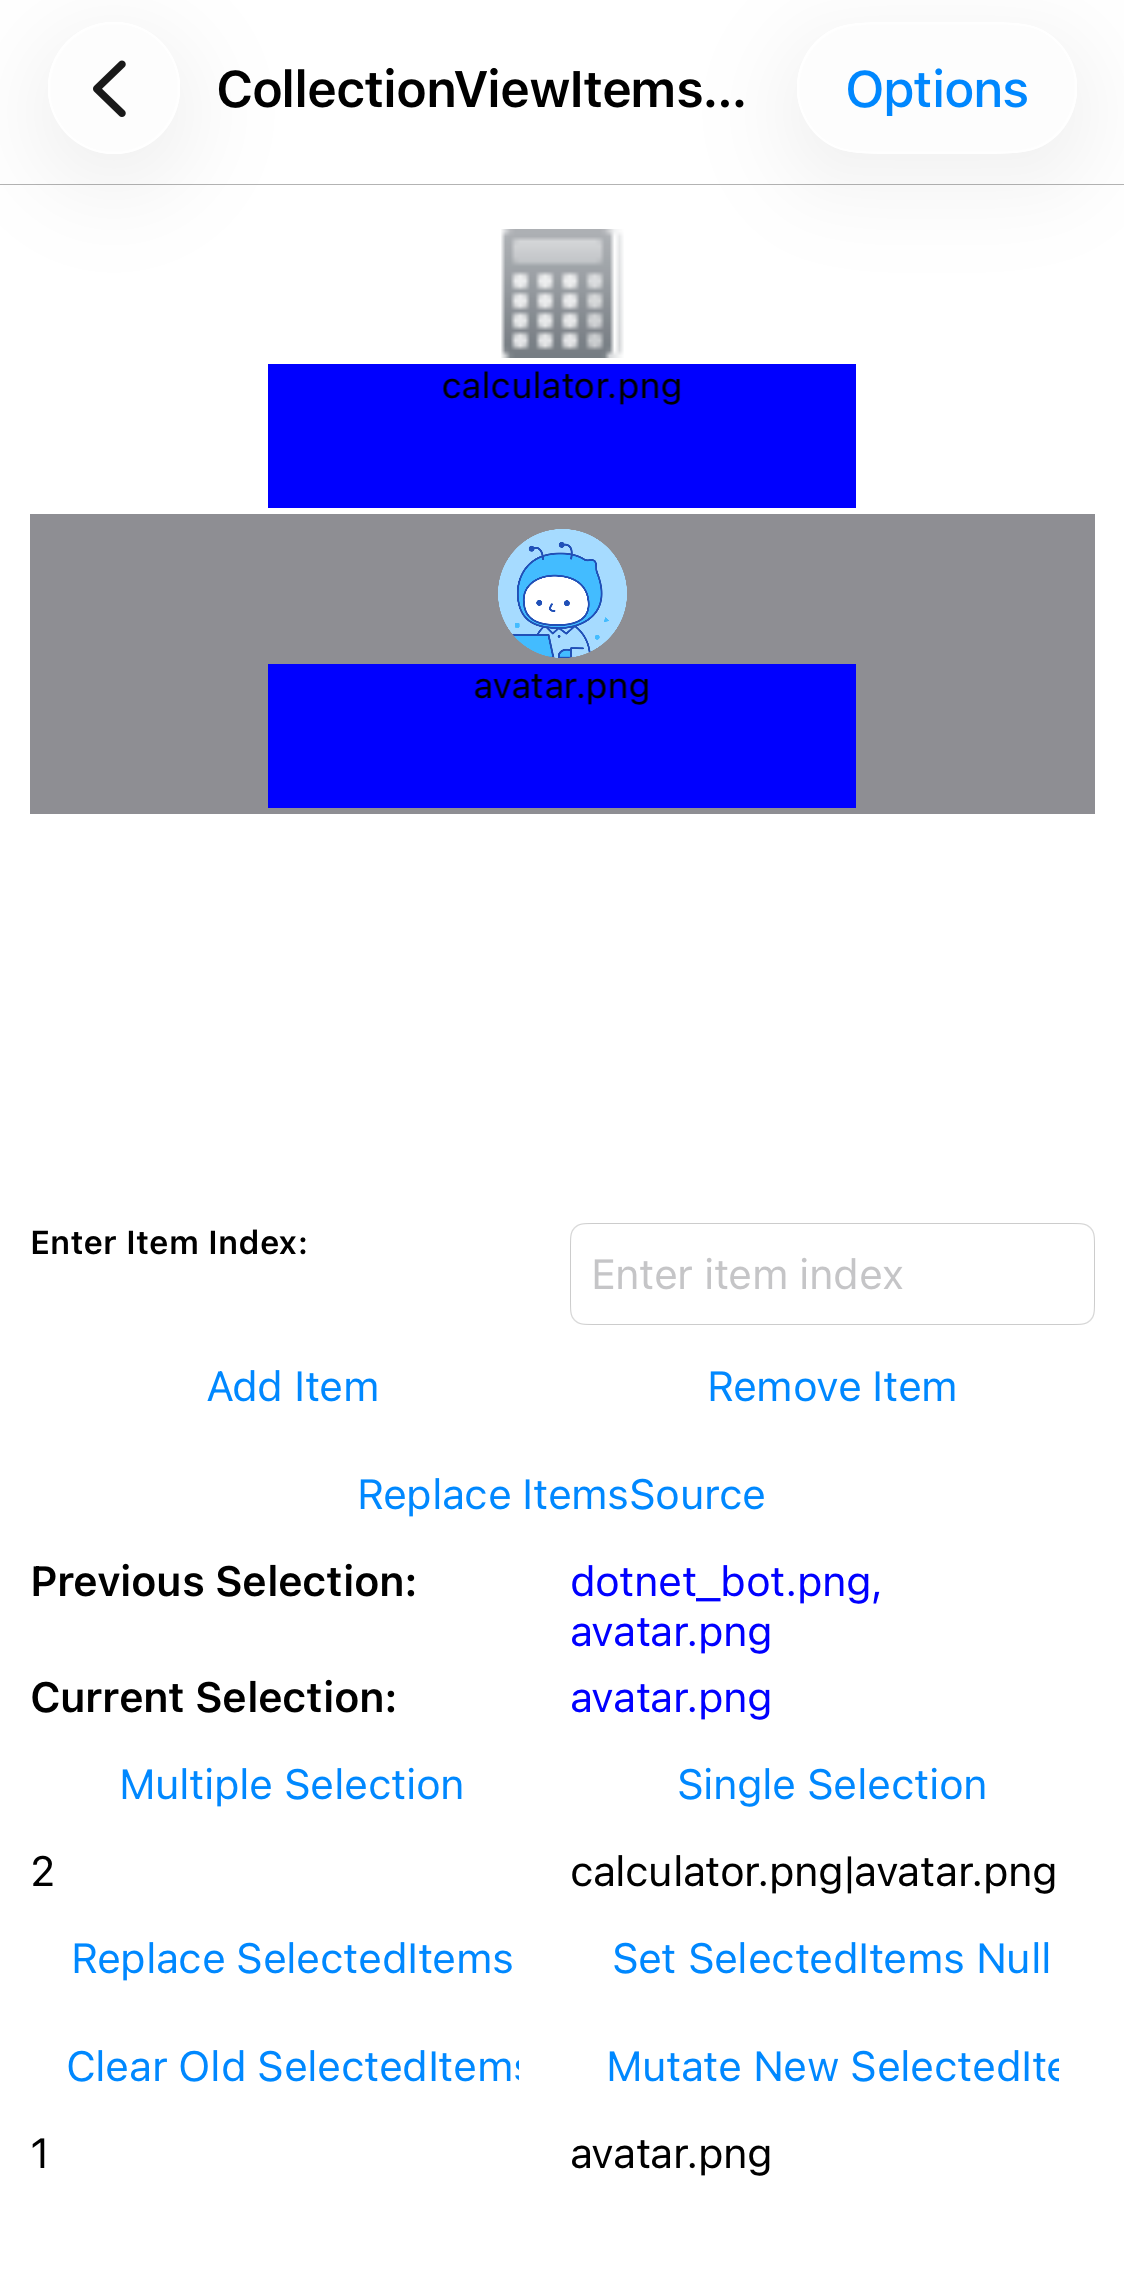 CollectionViewItems...
Options
calculator.png
avatar.png
Enter Item Index:
Enter item index
Add Item
Remove Item
Replace ItemsSource
Previous Selection:
dotnet_bot.png,
avatar.png
Current Selection:
avatar.png
Multiple Selection
Single Selection
2
calculator.png|avatar.png
Replace SelectedItems
Set SelectedItems Null
Clear Old SelectedItems
Mutate New SelectedIte
1
avatar.png